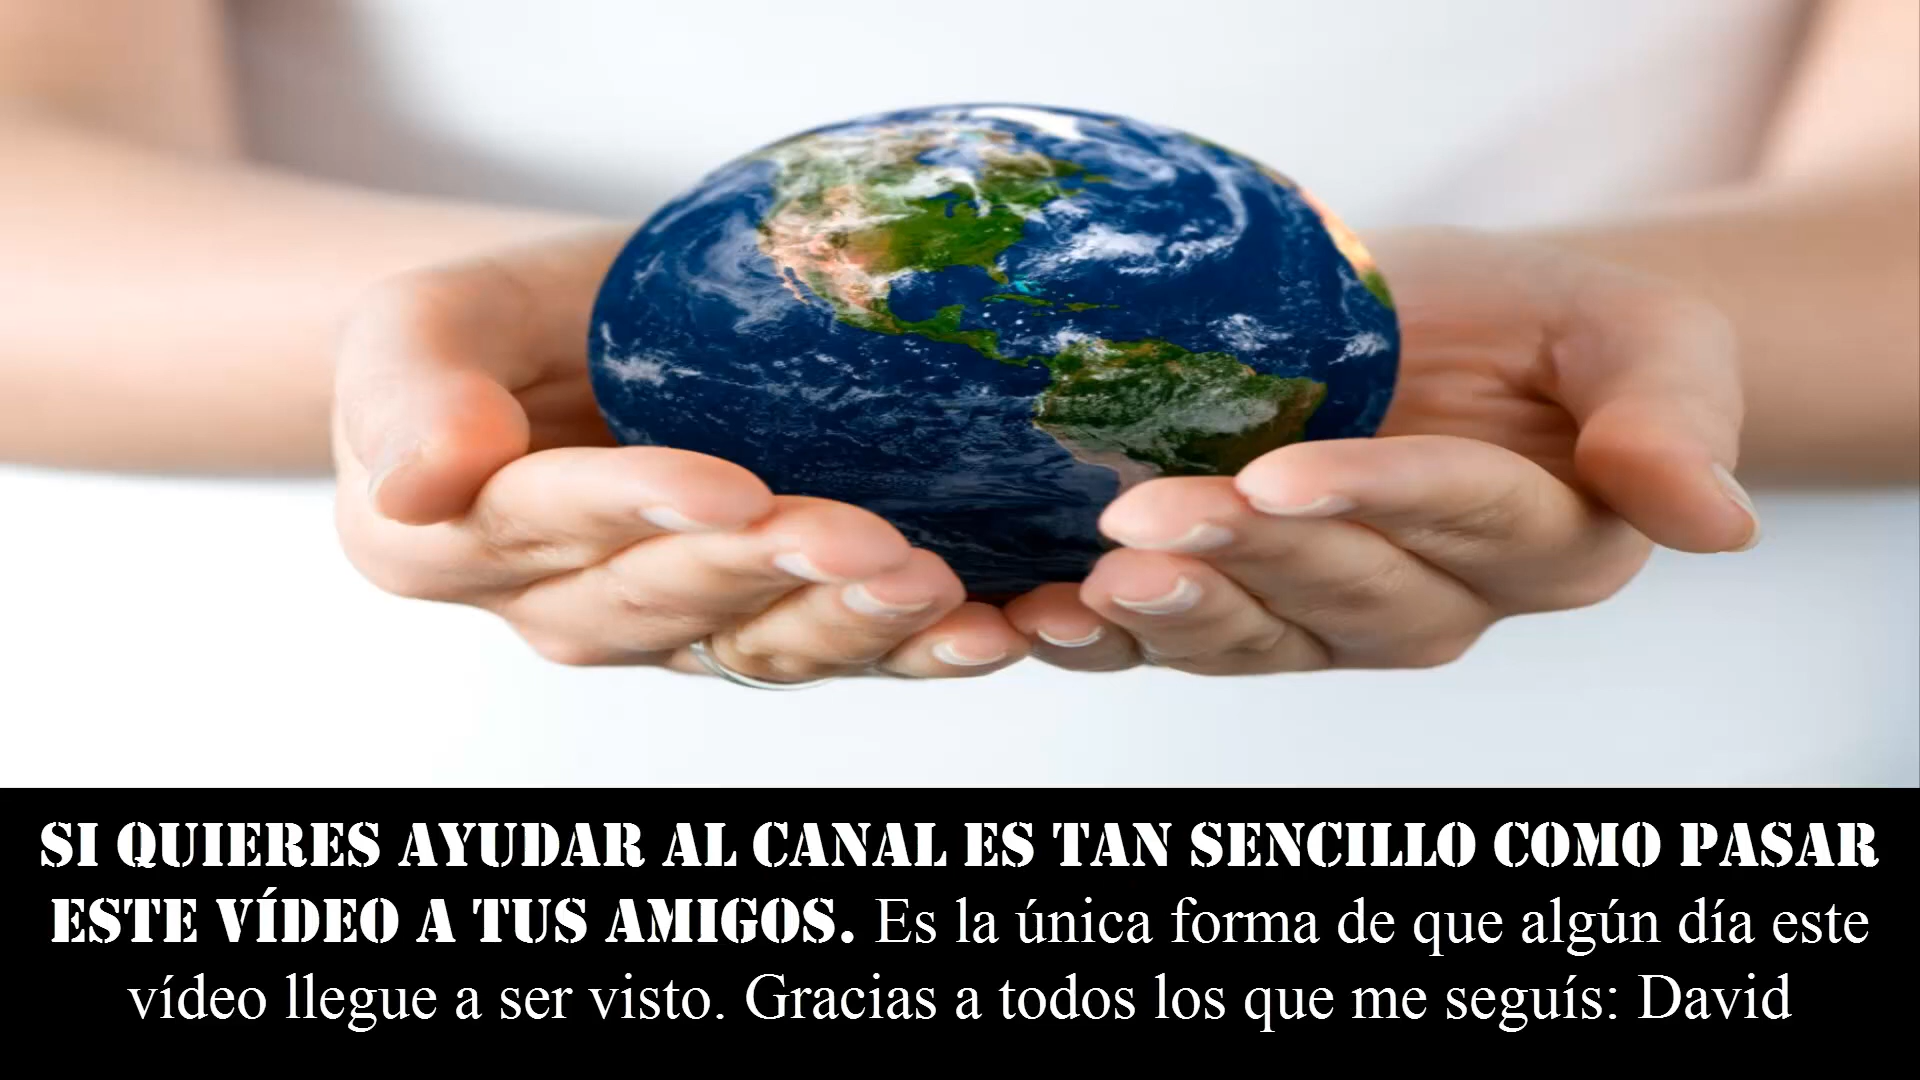 SI QUIERES AYUDAR AL CANAL ES TAN SENCILLO COMO PASAR
ESTE VÍDEO A TUS AMIGOS. Es la única forma de que algún día este
vídeo llegue a ser visto. Gracias a todos los que me seguís: David